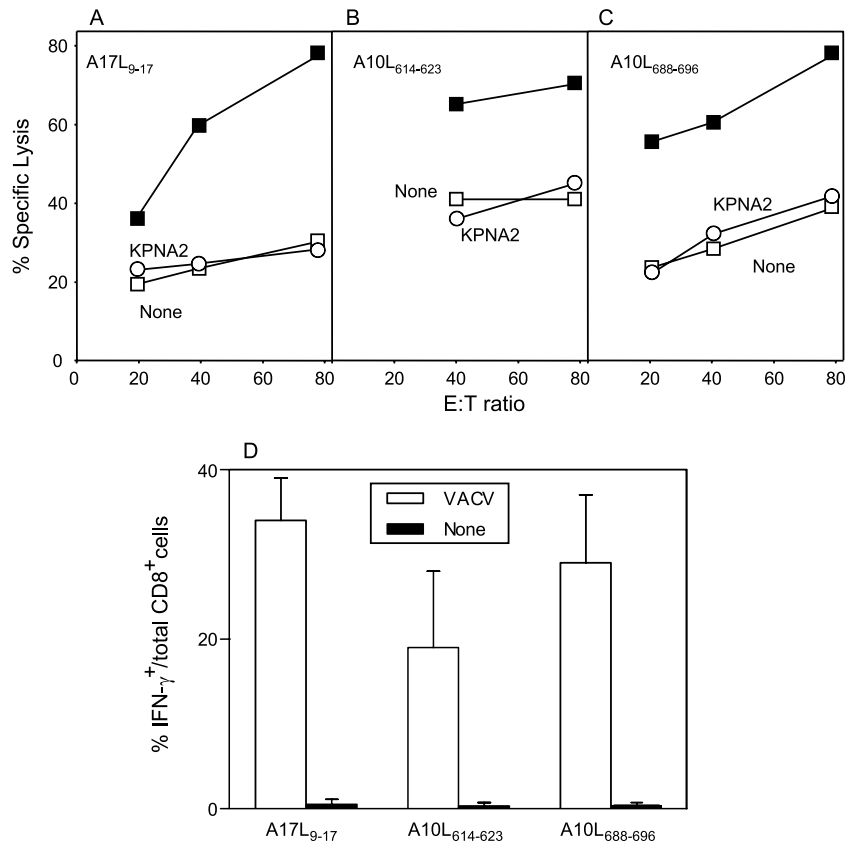 A B C
80
A17L9-17 A10L614-623 A10L688-696
60
% Specific Lysis
40
None
KPNA2
KPNA2 KPNA2
20
None None
0
0 20 40 60 80 20 40 60 80 20 40 60 80
E:T ratio
D
40
VACV
None
% IFN-γ+/total CD8+cells
20
0
A17L9-17 A10L614-623 A10L688-696